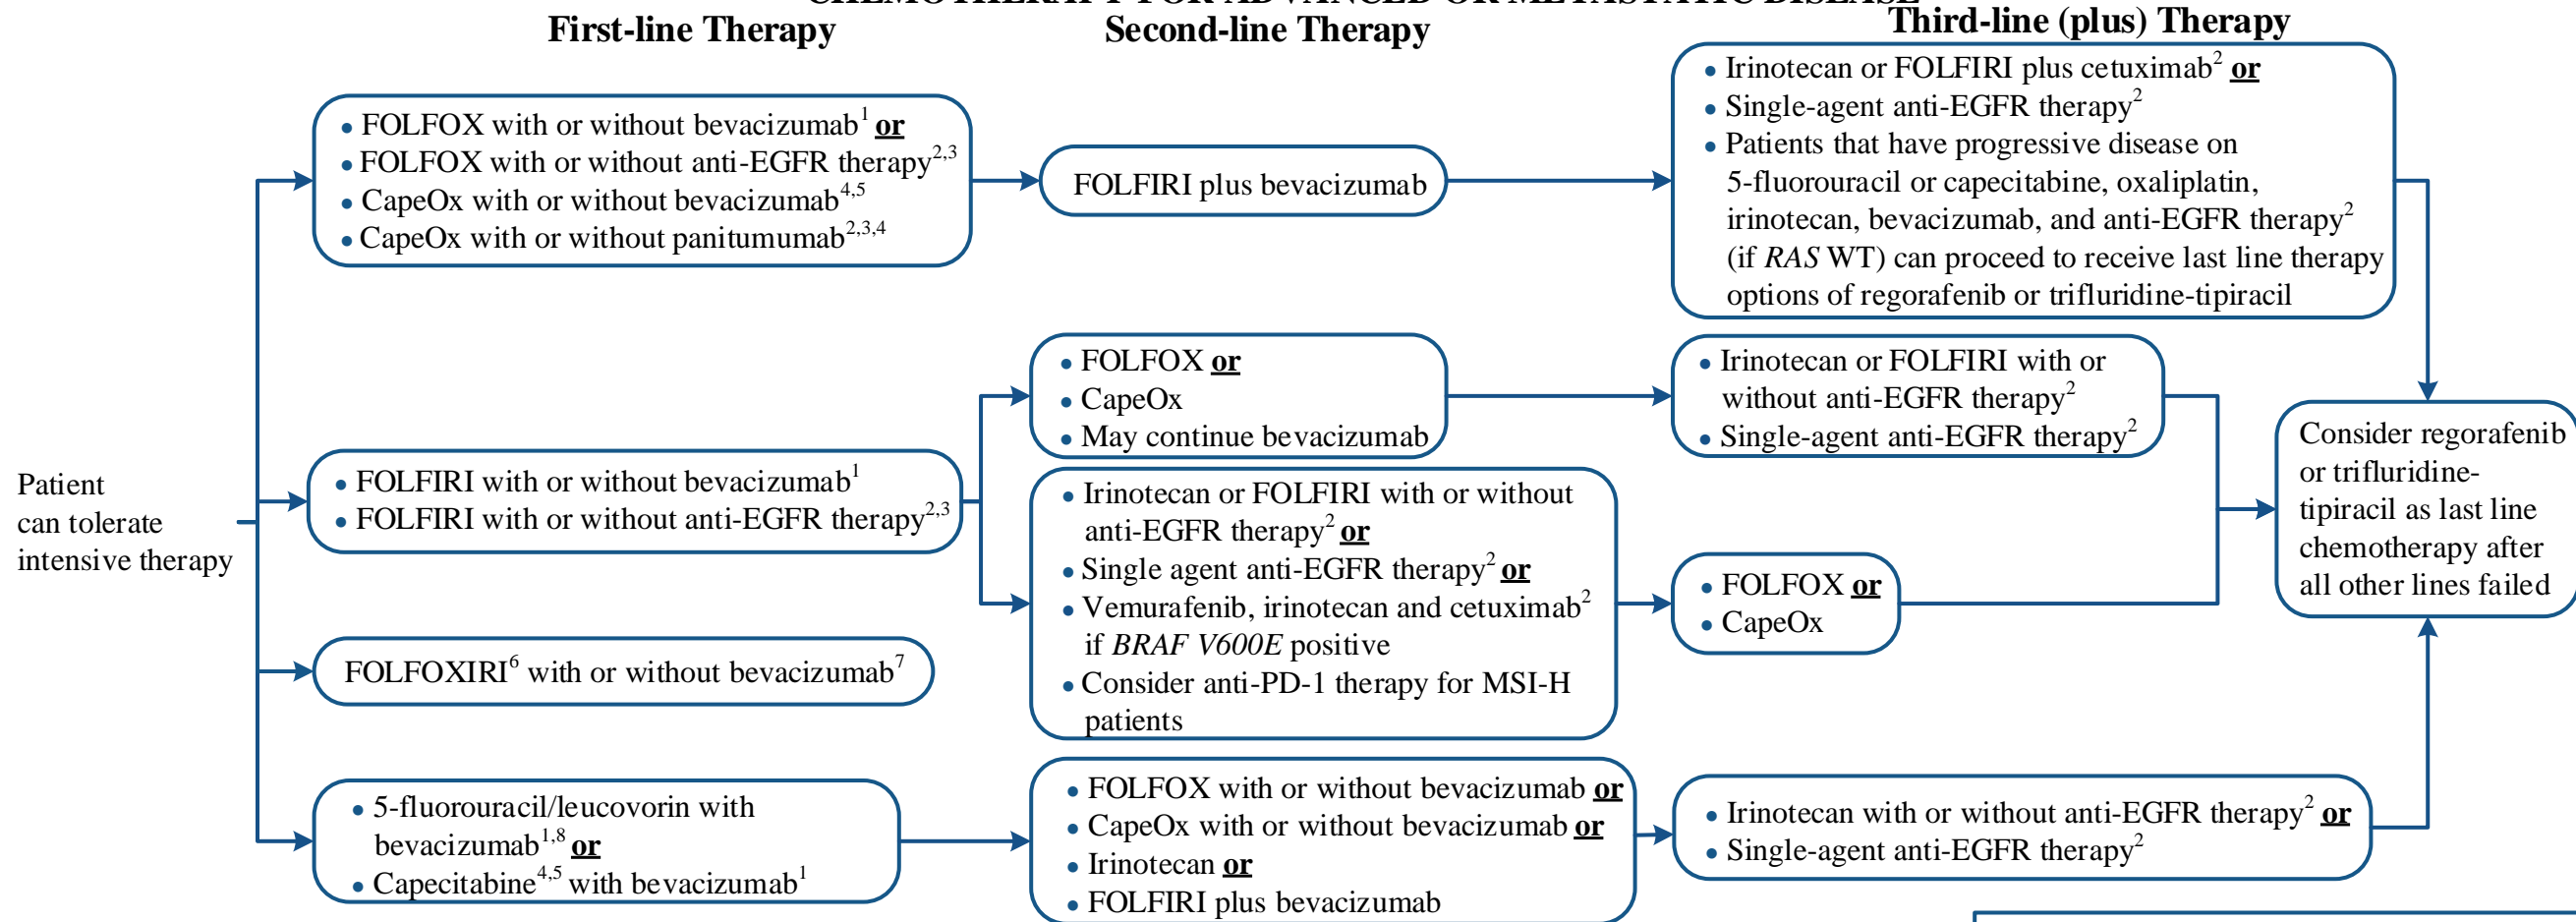 CHEMOTHERAPY FOR ADVANCED OR METASTATIC DISEASE
First-line Therapy
Second-line Therapy
Third-line (plus) Therapy
Patient
can tolerate
intensive therapy
• FOLFOX with or without bevacizumab1 or
• FOLFOX with or without anti-EGFR therapy2,3
• CapeOx with or without bevacizumab4,5
• CapeOx with or without panitumumab2,3,4
FOLFIRI plus bevacizumab
• Irinotecan or FOLFIRI plus cetuximab2 or
• Single-agent anti-EGFR therapy2
• Patients that have progressive disease on
5-fluorouracil or capecitabine, oxaliplatin,
irinotecan, bevacizumab, and anti-EGFR therapy2
(if RAS WT) can proceed to receive last line therapy
options of regorafenib or trifluridine-tipiracil
• FOLFIRI with or without bevacizumab1
• FOLFIRI with or without anti-EGFR therapy2,3
• FOLFOX or
• CapeOx
• May continue bevacizumab
• Irinotecan or FOLFIRI with or
without anti-EGFR therapy2
• Single-agent anti-EGFR therapy2
• Irinotecan or FOLFIRI with or without
anti-EGFR therapy2 or
• Single agent anti-EGFR therapy2 or
• Vemurafenib, irinotecan and cetuximab2
if BRAF V600E positive
• Consider anti-PD-1 therapy for MSI-H
patients
• FOLFOX or
• CapeOx
Consider regorafenib
or trifluridine-
tipiracil as last line
chemotherapy after
all other lines failed
FOLFOXIRI6 with or without bevacizumab7
• 5-fluorouracil/leucovorin with
bevacizumab1,8 or
• Capecitabine4,5 with bevacizumab1
• FOLFOX with or without bevacizumab or
• CapeOx with or without bevacizumab or
• Irinotecan or
• FOLFIRI plus bevacizumab
• Irinotecan with or without anti-EGFR therapy2 or
• Single-agent anti-EGFR therapy2